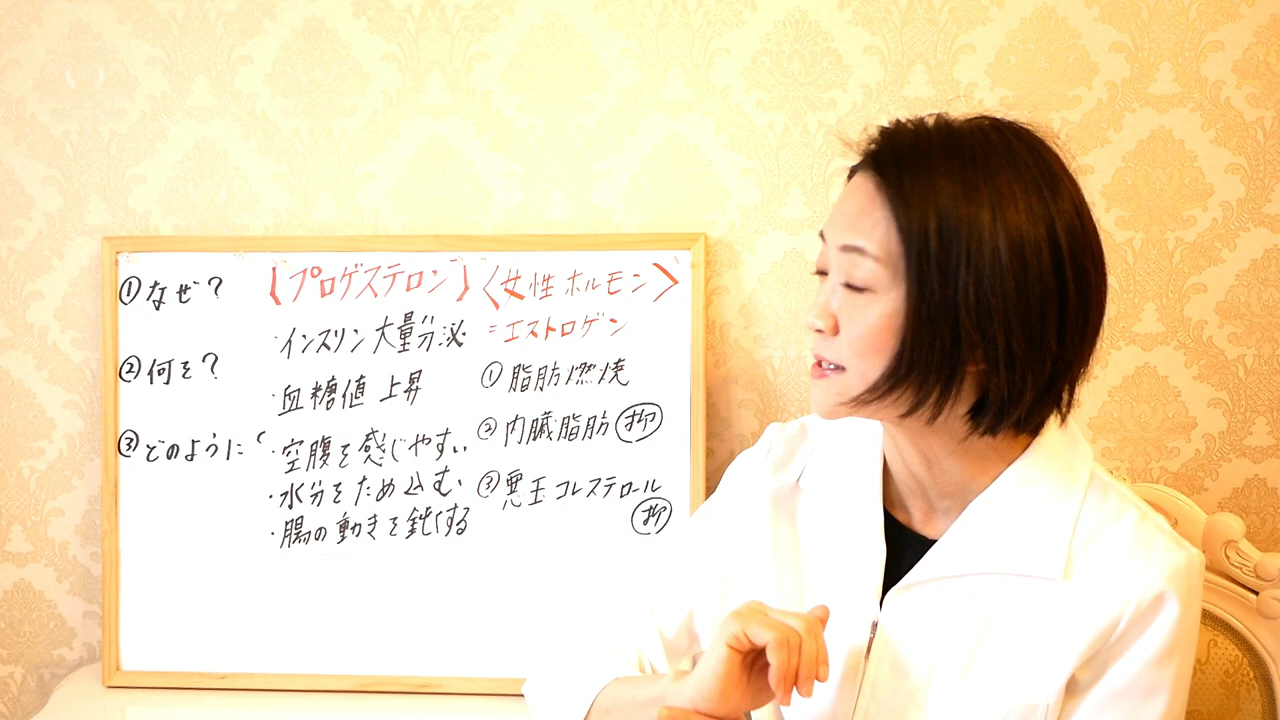 ①なぜ？
②何を？
③どのように
【プロゲステロン】
・インスリン大量分泌
・血糖値 上昇
・空腹を感じやすい
・水分をため込む
・腸の動きを鈍くする
〈女性ホルモン〉
=エストロゲン
①脂肪燃焼
②内臓脂肪 抑
③悪玉コレステロール
抑